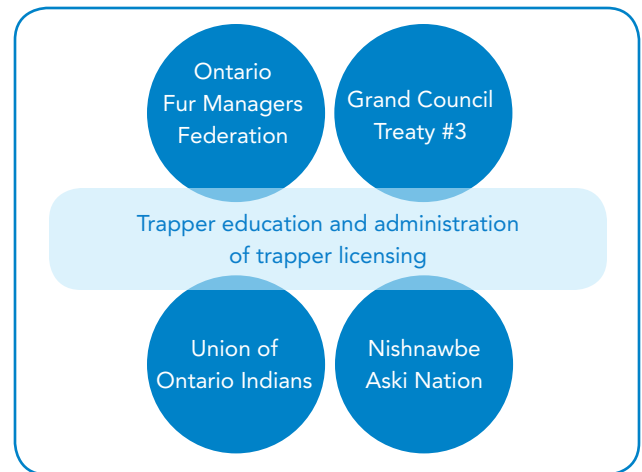 Ontario
Fur Managers
Federation
Grand Council
Treaty #3
Trapper education and administration
of trapper licensing
Union of
Ontario Indians
Nishnawbe
Aski Nation